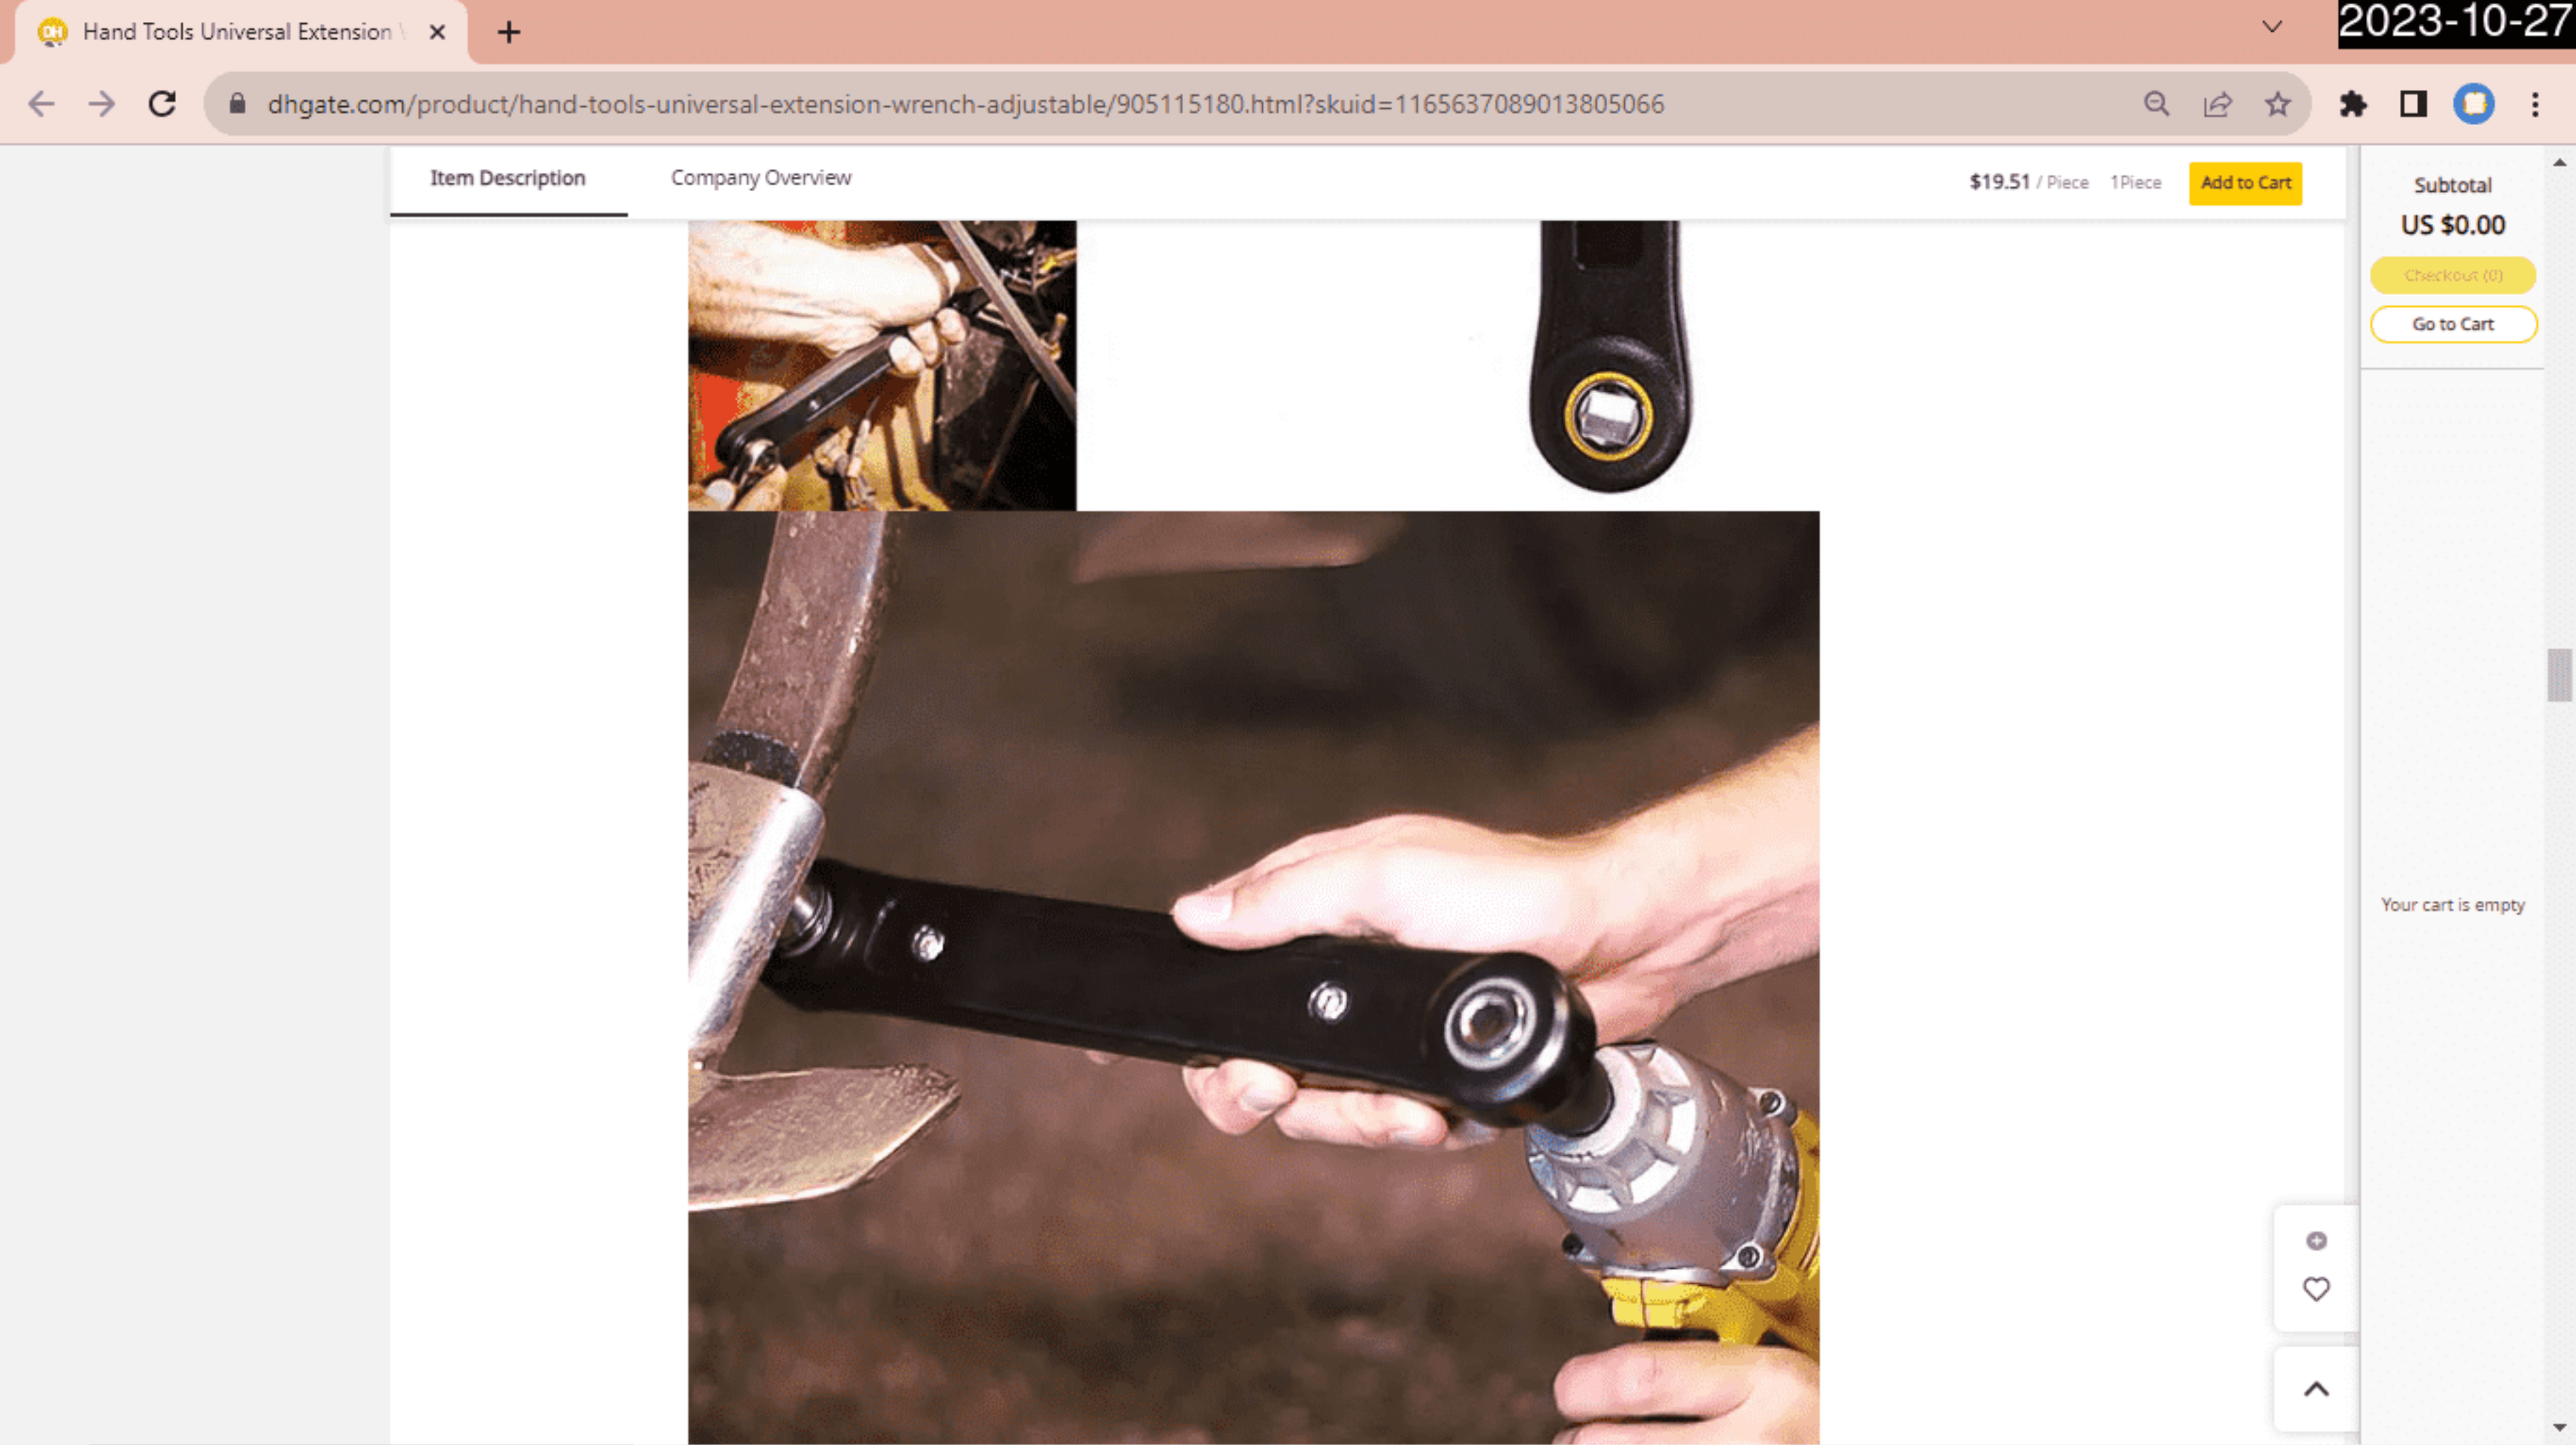 Hand Tools Universal Extension
2023-10-27
dhgate.com/product/hand-tools-universal-extension-wrench-adjustable/905115180.html?skuid=1165637089013805066
Item Description
Company Overview
$19.51 / Piece 1Piece
Add to Cart
Subtotal
US $0.00
Checkout (0)
Go to Cart
Your cart is empty